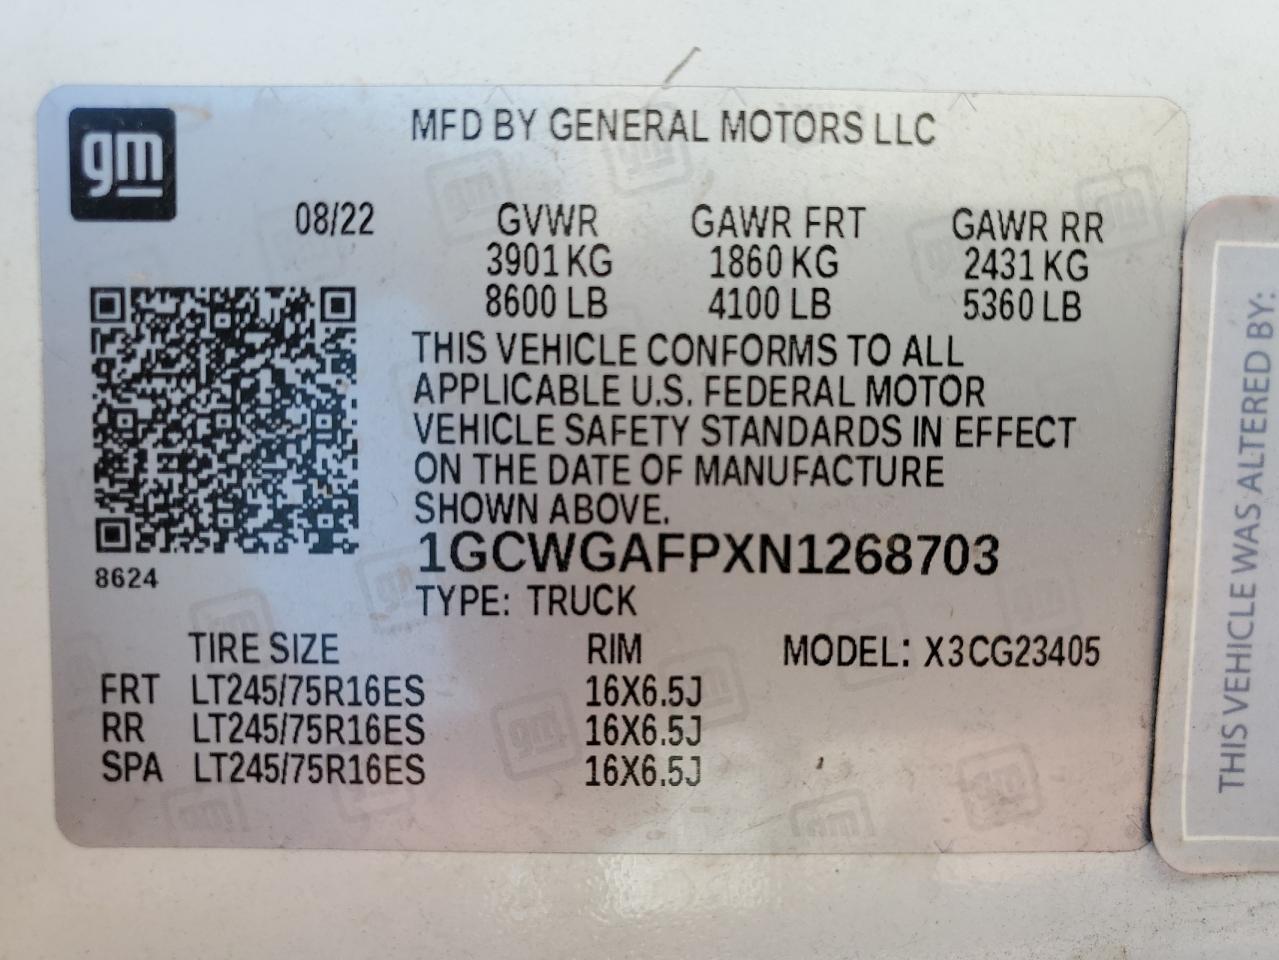 gm
MFD BY GENERAL MOTORS LLC
08/22 GVWR GAWR FRT GAWR RR
3901 KG 1860 KG 2431 KG
8600 LB 4100 LB 5360 LB
THIS VEHICLE CONFORMS TO ALL
APPLICABLE U.S. FEDERAL MOTOR
VEHICLE SAFETY STANDARDS IN EFFECT
ON THE DATE OF MANUFACTURE
SHOWN ABOVE.
1GCWGAFPXN1268703
8624
TYPE: TRUCK
TIRE SIZE RIM MODEL: X3CG23405
FRT LT245/75R16ES 16X6.5J
RR LT245/75R16ES 16X6.5J
SPA LT245/75R16ES 16X6.5J
THIS VEHICLE WAS ALTERED BY: